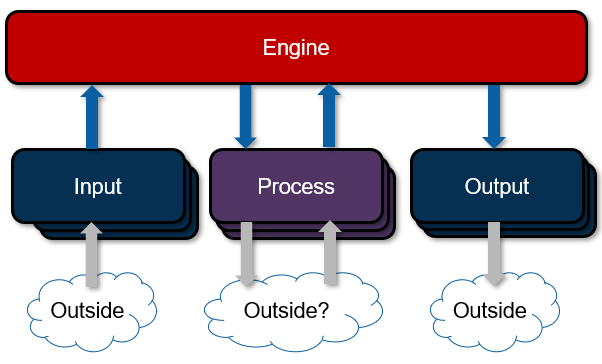 Engine
Input
Process
Output
Outside
Outside?
Outside